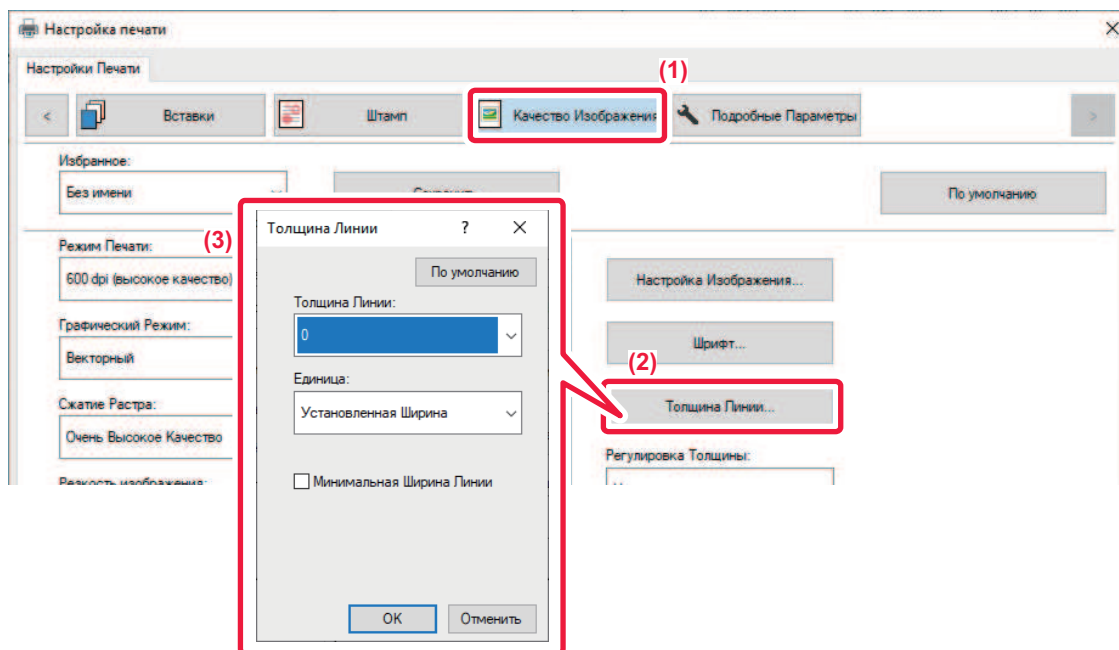 Настройка печати
Настройки Печати
(1)
<
Вставки
Штамп
Качество Изображения
Подробные Параметры
>
Избранное:
Без имени
По умолчанию
Режим Печати:
600 dpi (высокое качество)
Графический Режим:
Векторный
Сжатие Растра:
Очень Высокое Качество
Резкость изображения:
(3)
Толщина Линии
?
По умолчанию
Толщина Линии:
0
Единица:
Установленная Ширина
Минимальная Ширина Линии
OK
Отменить
Настройка Изображения...
Шрифт...
(2)
Толщина Линии...
Регулировка Толщины: